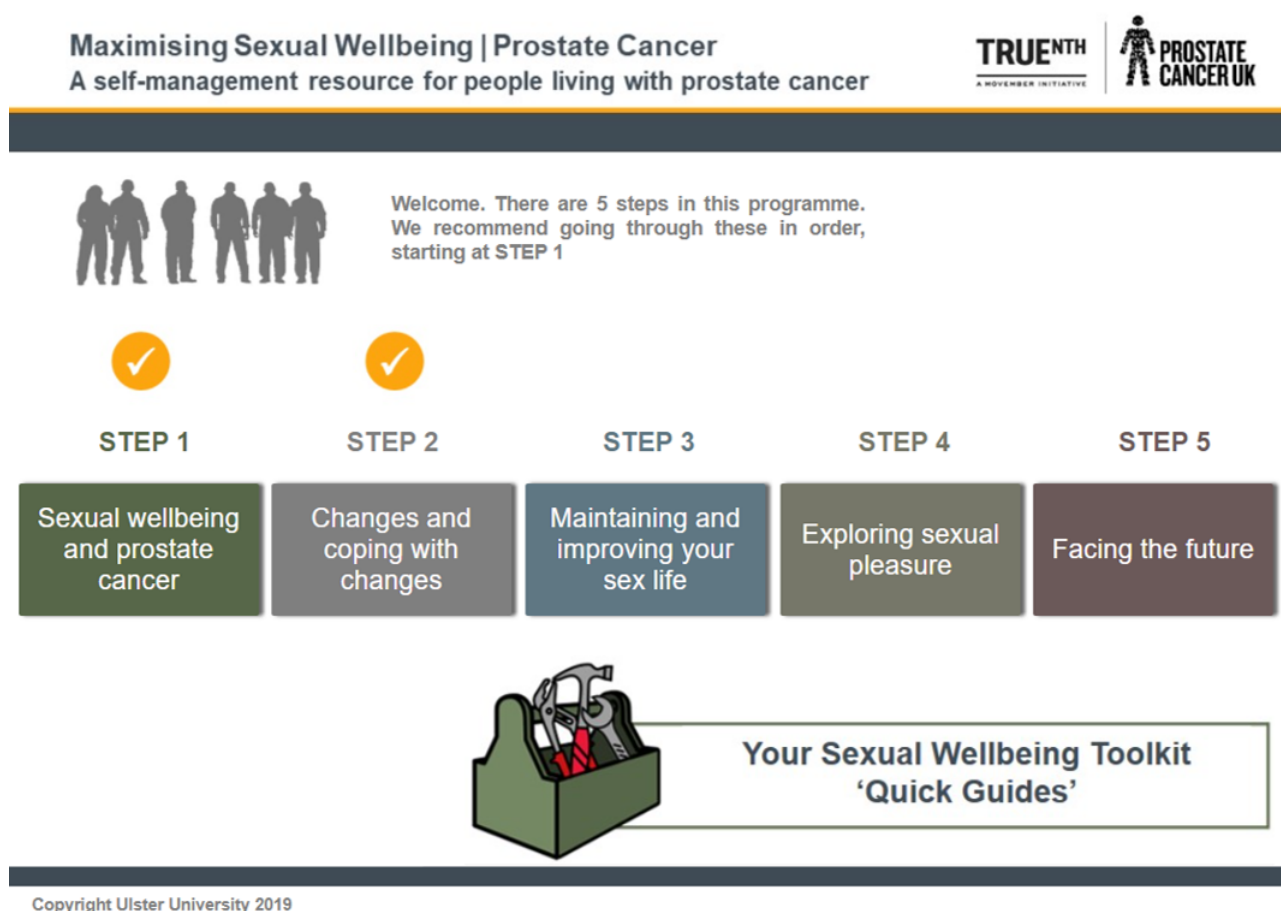 Maximising Sexual Wellbeing | Prostate Cancer
A self-management resource for people living with prostate cancer
TRUENTH
A MOVEMBER INITIATIVE
PROSTATE
CANCER UK
Welcome. There are 5 steps in this programme.
We recommend going through these in order,
starting at STEP 1
STEP 1
STEP 2
STEP 3
STEP 4
STEP 5
Sexual wellbeing
and prostate
cancer
Changes and
coping with
changes
Maintaining and
improving your
sex life
Exploring sexual
pleasure
Facing the future
Your Sexual Wellbeing Toolkit
‘Quick Guides’
Copyright Ulster University 2019